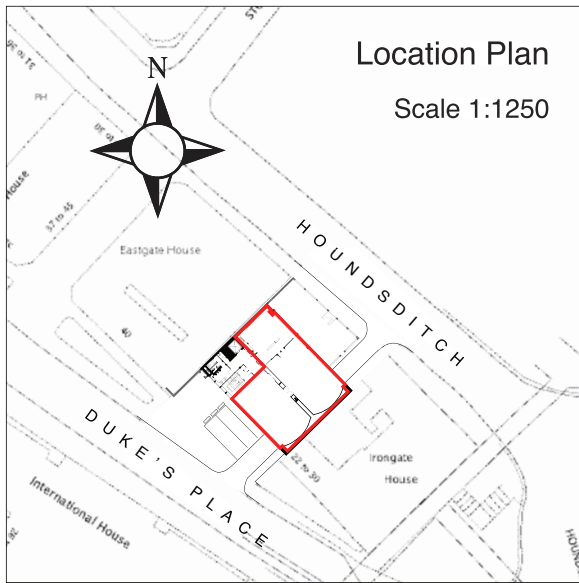 Location Plan
Scale 1:1250
N
PH
House
37 to 45
Eastgate House
40
HOUNDSDITCH
DUKE'S PLACE
22 to 30
Irongate
House
International House